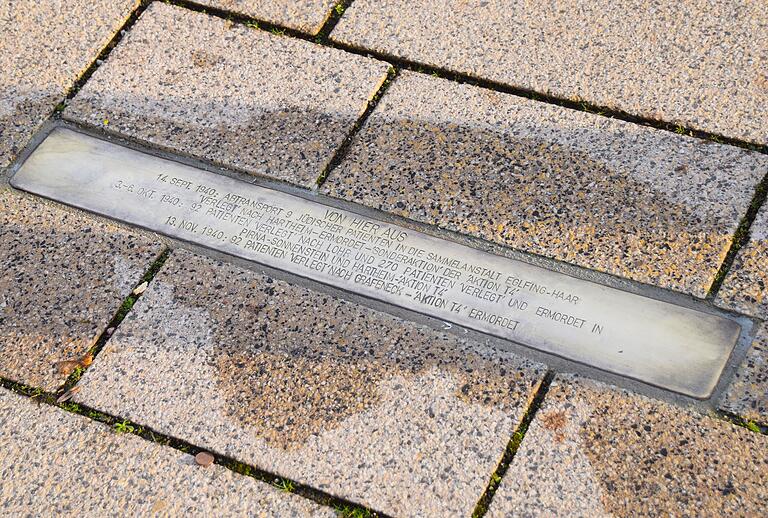 VON HIER AUS
14. SEPT. 1940: ABTRANSPORT 9 JÜDISCHER PATIENTEN IN DIE SAMMELANSTALT EGLFING-HAAR
'VERLEGT' NACH HARTHEIM-ERMORDET-'SONDERAKTION' DER 'AKTION T4'
3.-6. OKT. 1940: 92 PATIENTEN 'VERLEGT' NACH LINZ UND 270 PATIENTEN 'VERLEGT' UND ERMORDET IN
PIRNA-SONNENSTEIN UND HARTHEIM-'AKTION T4'
13. NOV. 1940: 92 PATIENTEN 'VERLEGT' NACH GRAFENECK - 'AKTION T4' ERMORDET